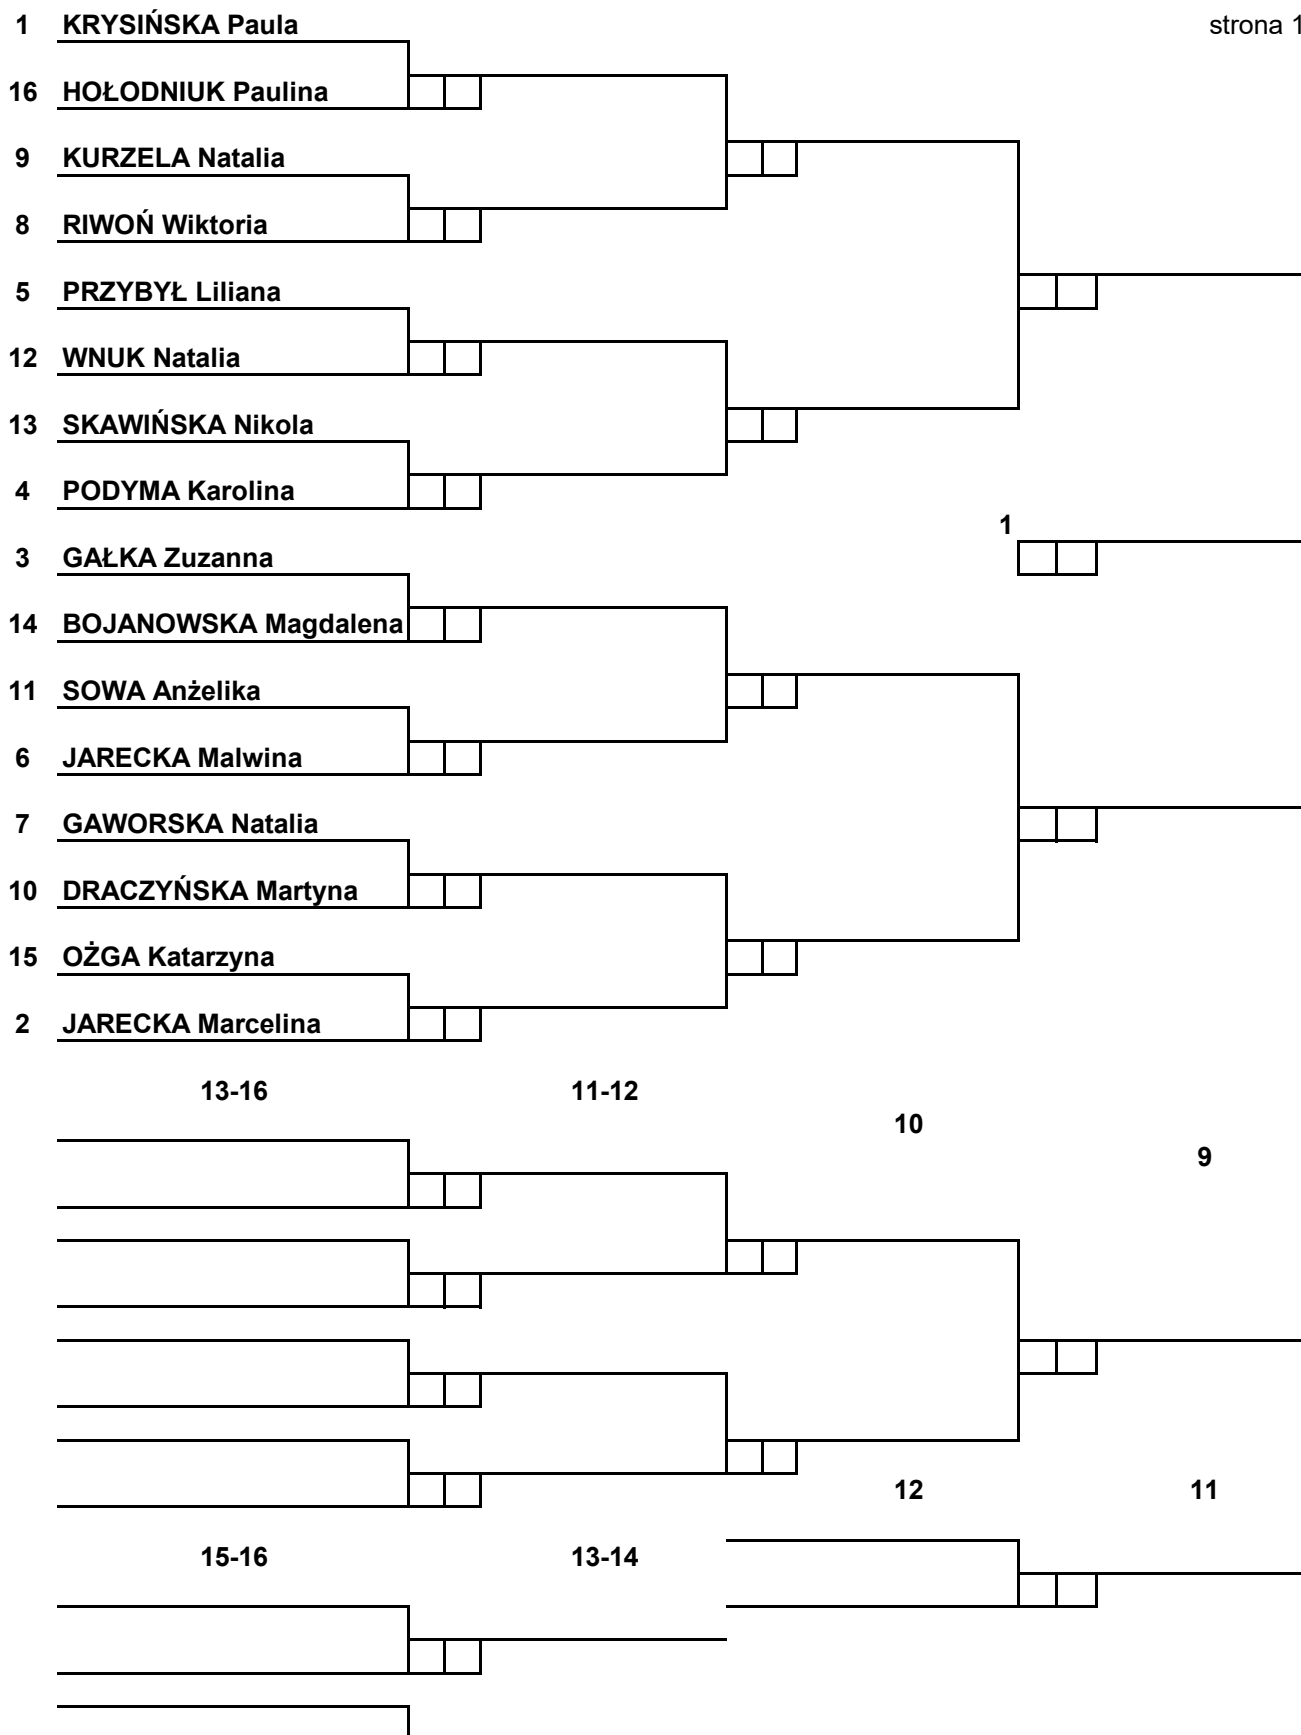 1 KRYSIŃSKA Paula strona 1
16 HOŁODNIUK Paulina
9 KURZELA Natalia
8 RIWOŃ Wiktoria
5 PRZYBYŁ Liliana
12 WNUK Natalia
13 SKAWIŃSKA Nikola
4 PODYMA Karolina
1
3 GAŁKA Zuzanna
14 BOJANOWSKA Magdalena
11 SOWA Anżelika
6 JARECKA Malwina
7 GAWORSKA Natalia
10 DRACZYŃSKA Martyna
15 OŻGA Katarzyna
2 JARECKA Marcelina
13-16 11-12
10
9
12 11
15-16 13-14